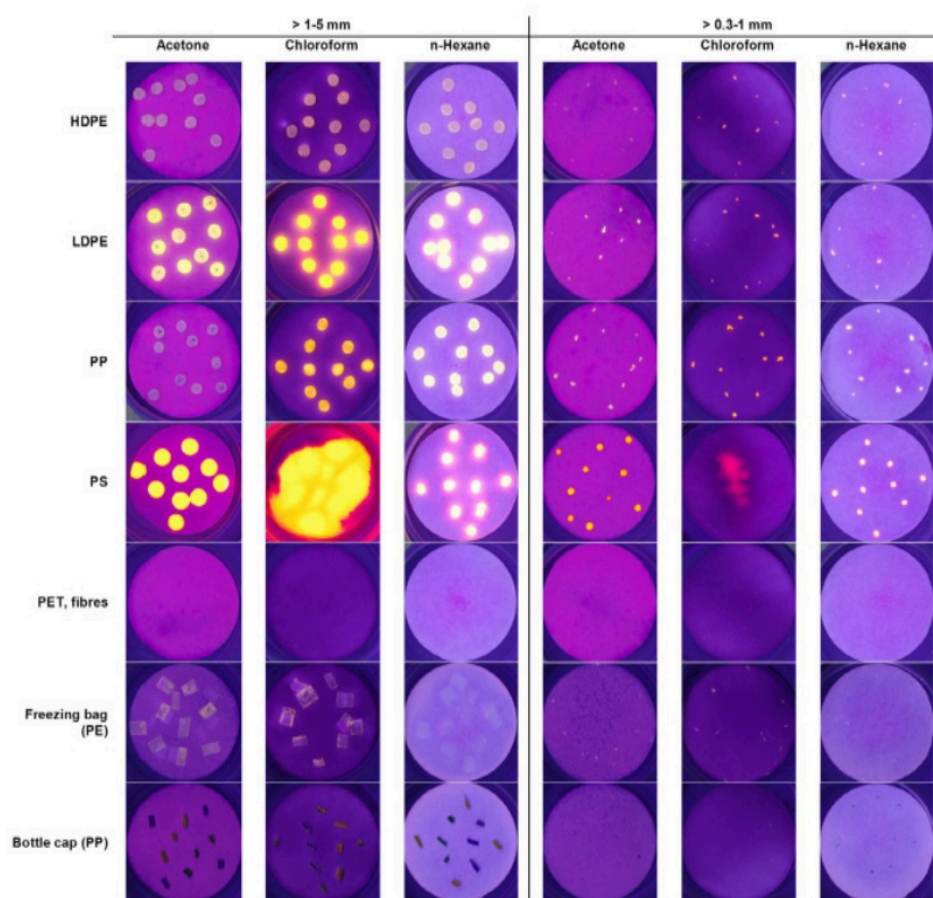 > 1-5 mm > 0.3-1 mm
Acetone Chloroform n-Hexane Acetone Chloroform n-Hexane
HDPE
LDPE
PP
PS
PET, fibres
Freezing bag
(PE)
Bottle cap (PP)